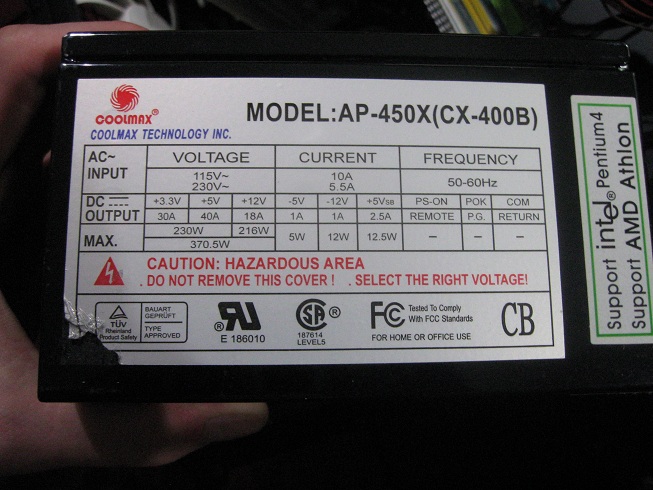 COOLMAX®
COOLMAX TECHNOLOGY INC.
MODEL:AP-450X(CX-400B)
AC~ INPUT VOLTAGE CURRENT FREQUENCY
115V~ 10A
230V~ 5.5A
50-60Hz
DC OUTPUT +3.3V +5V +12V -5V -12V +5VSB PS-ON POK COM
30A 40A 18A 1A 1A 2.5A REMOTE P.G. RETURN
MAX. 230W 216W 5W 12W 12.5W – – –
370.5W
CAUTION: HAZARDOUS AREA
. DO NOT REMOVE THIS COVER ! . SELECT THE RIGHT VOLTAGE!
TÜV
Rheinland
Product Safety
BAUART
GEPRÜFT
TYPE
APPROVED
RU®
E 186010
SA®
187614
LEVEL5
FC Tested To Comply
With FCC Standards
FOR HOME OR OFFICE USE
CB
Support intel® Pentium4
Support AMD Athlon